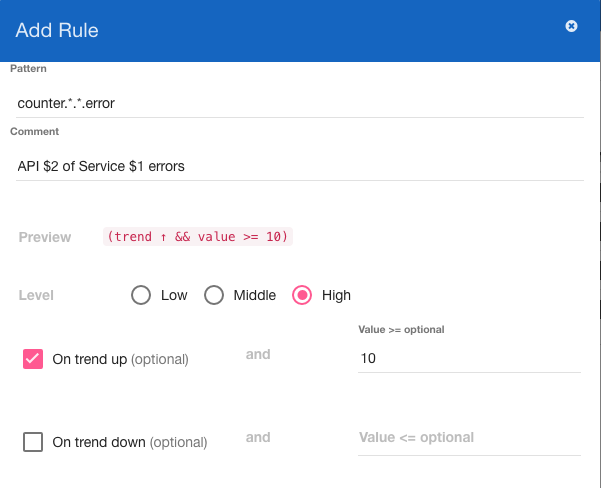 Add Rule
Pattern
counter.*.*.error
Comment
API $2 of Service $1 errors
Preview (trend ↑ && value >= 10)
Level Low Middle High
Value >= optional
On trend up (optional) and 10
On trend down (optional) and Value <= optional